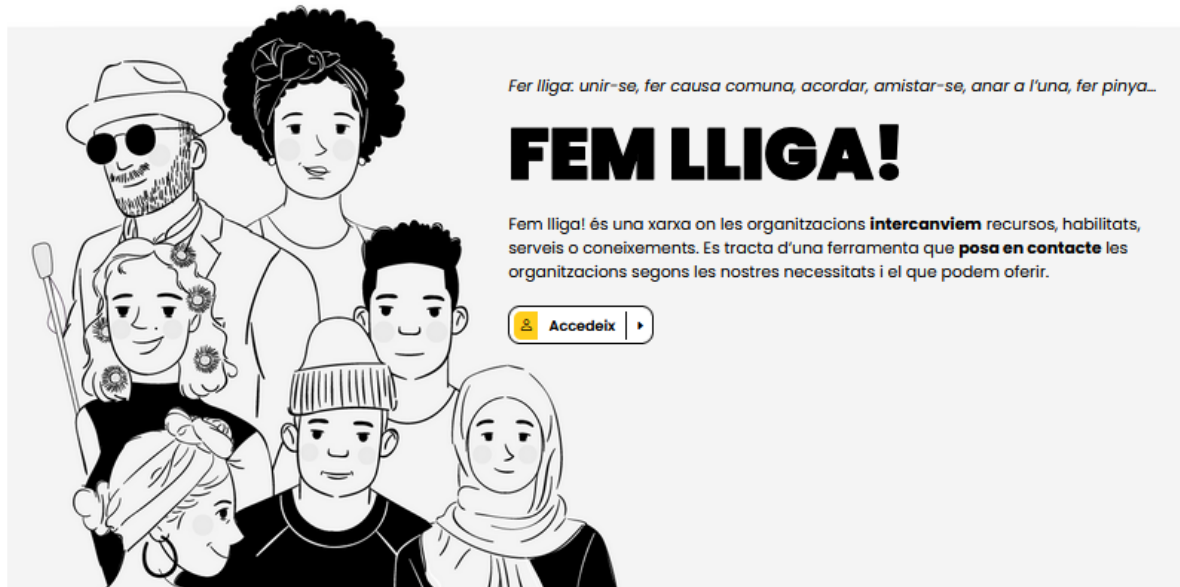 Fer lliga: unir-se, fer causa comuna, acordar, amistar-se, anar a l'una, fer pinya...
FEM LLIGA!
Fem lliga! és una xarxa on les organitzacions intercanviem recursos, habilitats,
serveis o coneixements. Es tracta d'una ferramenta que posa en contacte les
organitzacions segons les nostres necessitats i el que podem oferir.
Accedeix